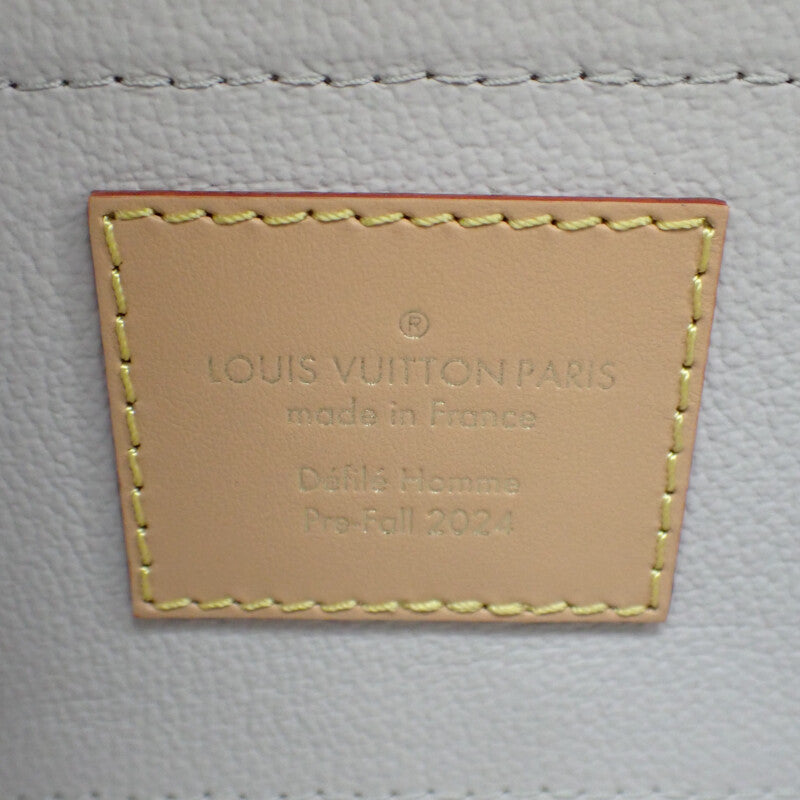 ®
LOUIS VUITTON PARIS
made in France
Défilé Homme
Pre-Fall 2024